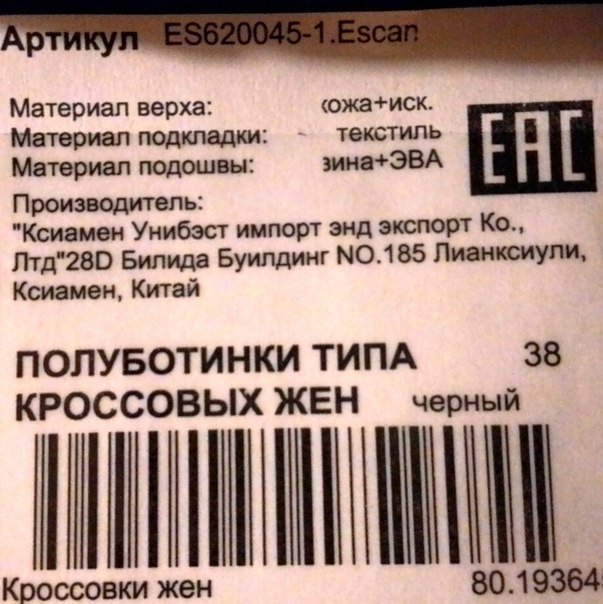 Артикул ES620045-1.Escan
Материал верха: кожа+иск.
Материал подкладки: текстиль
Материал подошвы: зина+ЭВА
EAC
Производитель:
"Ксиамен Унибэст импорт энд экспорт Ко.,
Лтд"28D Билида Буилдинг NO.185 Лианксиули,
Ксиамен, Китай
ПОЛУБОТИНКИ ТИПА 38
КРОССОВЫХ ЖЕН черный
Кроссовки жен 80.19364